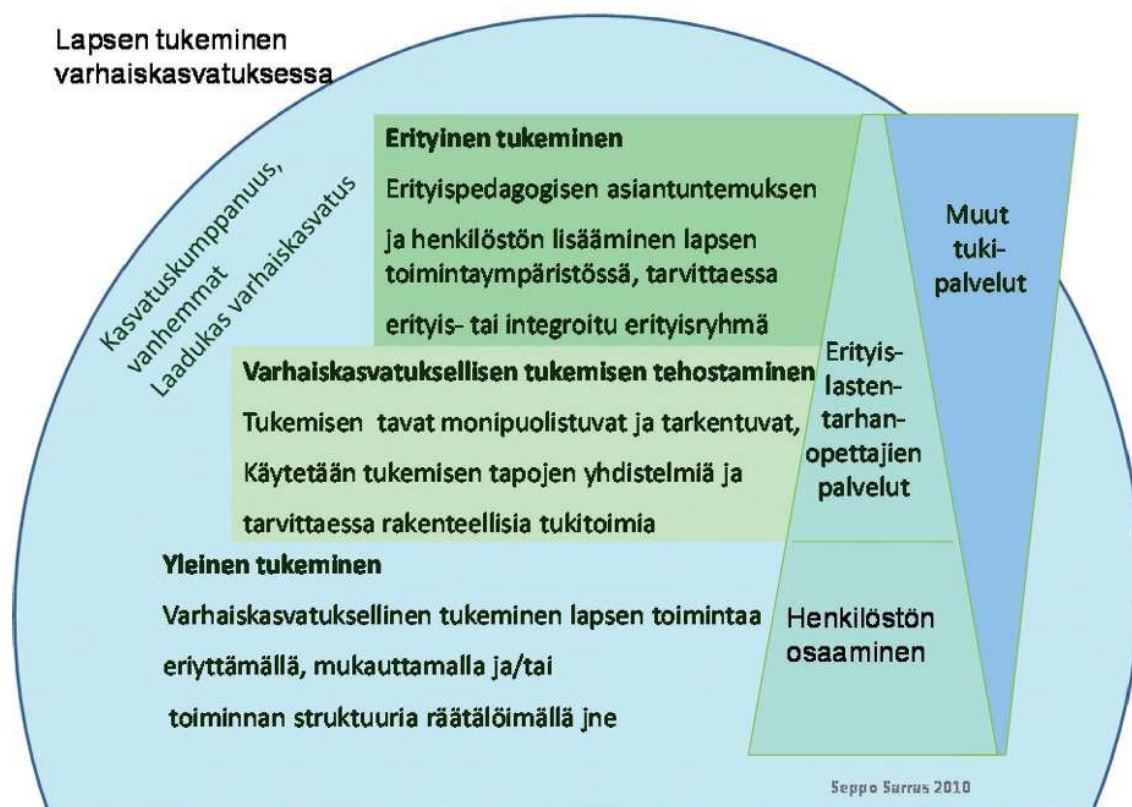 Lapsen tukeminen
varhaiskasvatuksessa
Kasvatuskumppanuus,
vanhemmat
Laadukas varhaiskasvatus
Erityinen tukeminen
Erityispedagogisen asiantuntemuksen
ja henkilöstön lisääminen lapsen
toimintaympäristössä, tarvittaessa
erityis- tai integroitu erityisryhmä
Varhaiskasvatuksellisen tukemisen tehostaminen
Tukemisen tavat monipuolistuvat ja tarkentuvat,
Käytetään tukemisen tapojen yhdistelmiä ja
tarvittaessa rakenteellisia tukitoimia
Yleinen tukeminen
Varhaiskasvatuksellinen tukeminen lapsen toimintaa
eriyttämällä, mukauttamalla ja/tai
toiminnan struktuuria räätälöimällä jne
Erityis-
lasten-
tarhan-
opettajien
palvelut
Henkilöstön
osaaminen
Muut
tuki-
palvelut
Seppo Sarras 2010